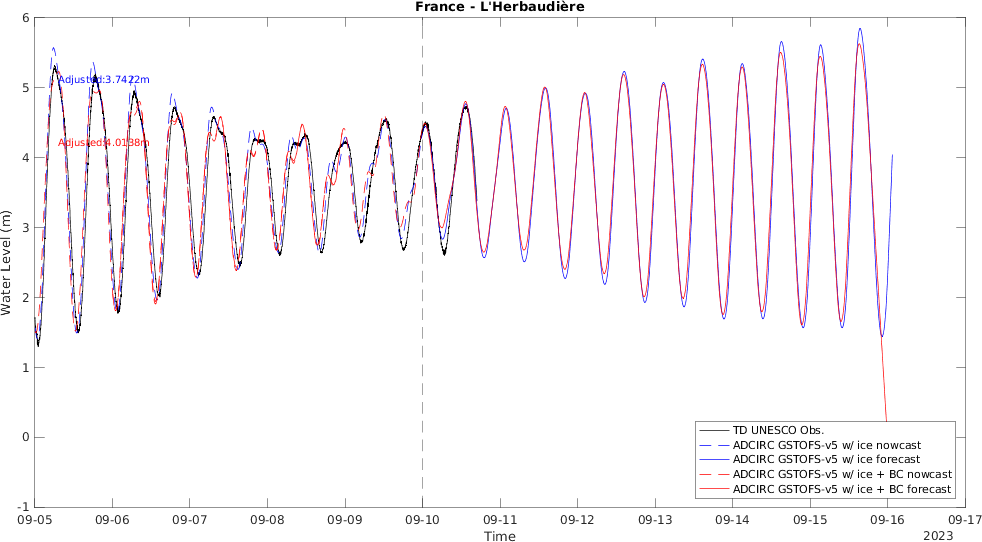 France - L'Herbaudière
Water Level (m)
6
5
4
3
2
1
0
-1
Adjusted:3.7422m
Adjusted:4.0138m
TD UNESCO Obs.
ADCIRC GSTOFS-v5 w/ ice nowcast
ADCIRC GSTOFS-v5 w/ ice forecast
ADCIRC GSTOFS-v5 w/ ice + BC nowcast
ADCIRC GSTOFS-v5 w/ ice + BC forecast
09-05 09-06 09-07 09-08 09-09 09-10 09-11 09-12 09-13 09-14 09-15 09-16 09-17
Time
2023